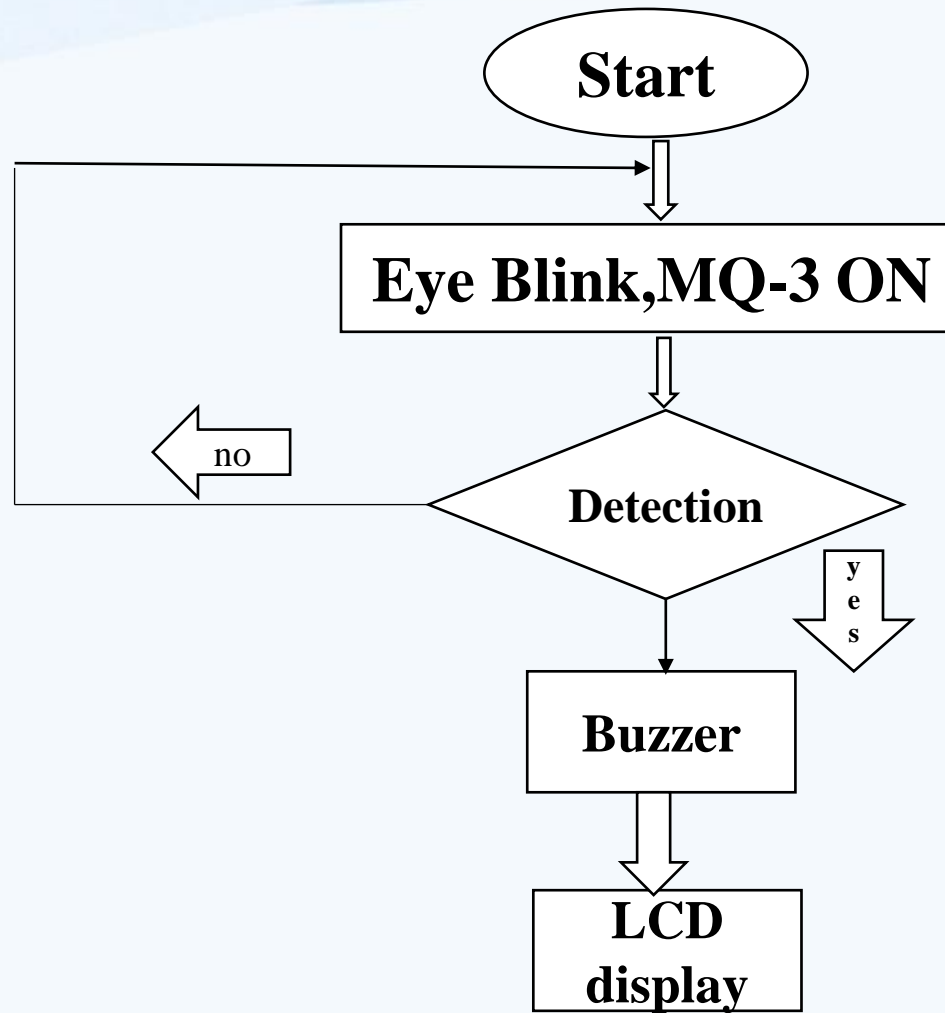 Start
Eye Blink,MQ-3 ON
no
Detection
y
e
s
Buzzer
LCD
display